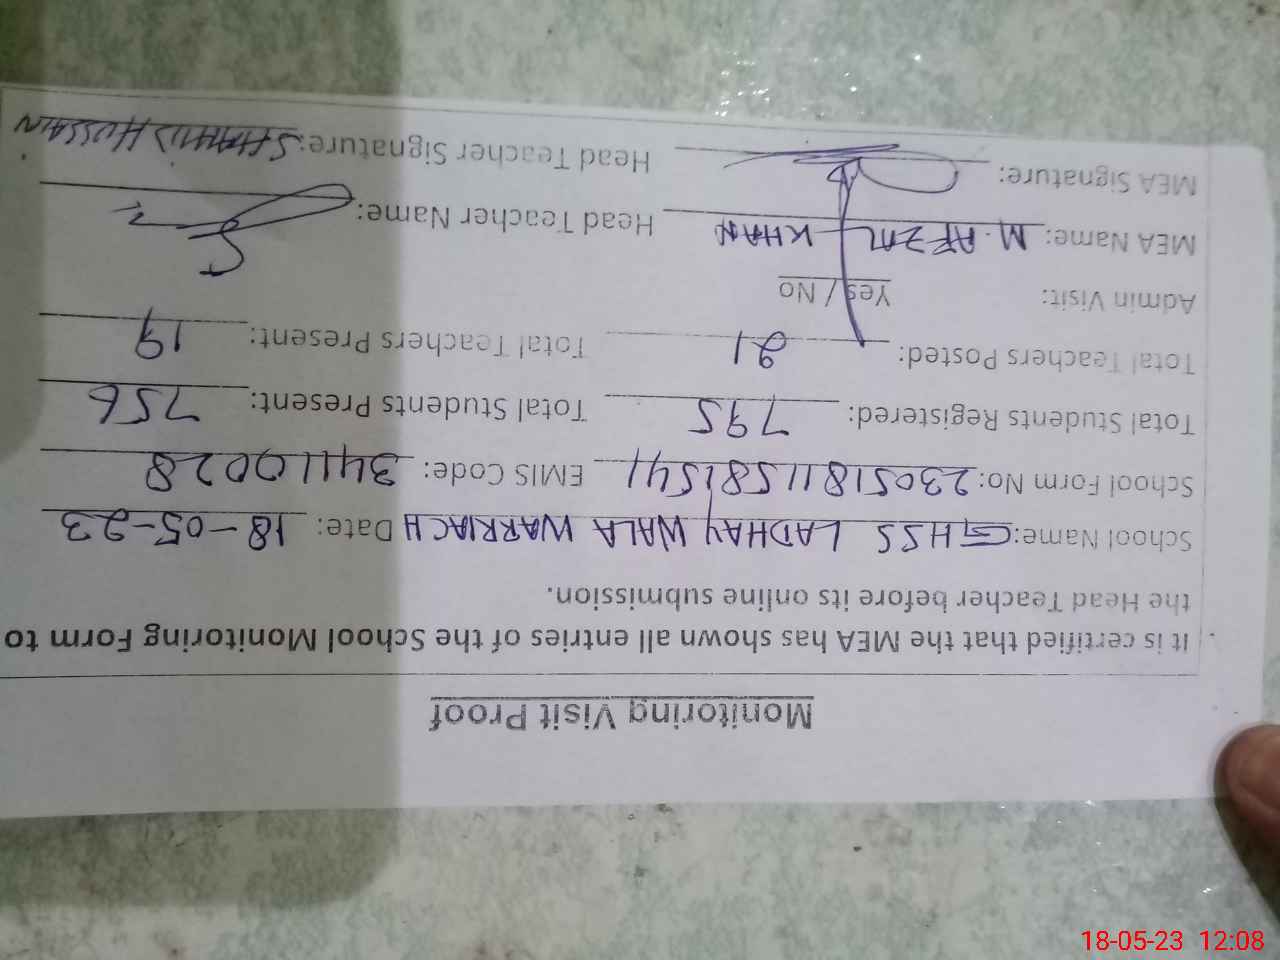 Monitoring Visit Proof
It is certified that the MEA has shown all entries of the School Monitoring Form to
the Head Teacher before its online submission.
School Name: GHSS LADHAY WALA WARRIACH Date: 18-05-23
School Form No: 230518115815411 EMIS Code: 34110028
Total Students Registered: 795 Total Students Present: 756
Total Teachers Posted: 21 Total Teachers Present: 19
Admin Visit: Yes / No
MEA Name: M. AFZAL KHAN Head Teacher Name:
MEA Signature: Head Teacher Signature: SHAHID HUSSAIN
18-05-23 12:08